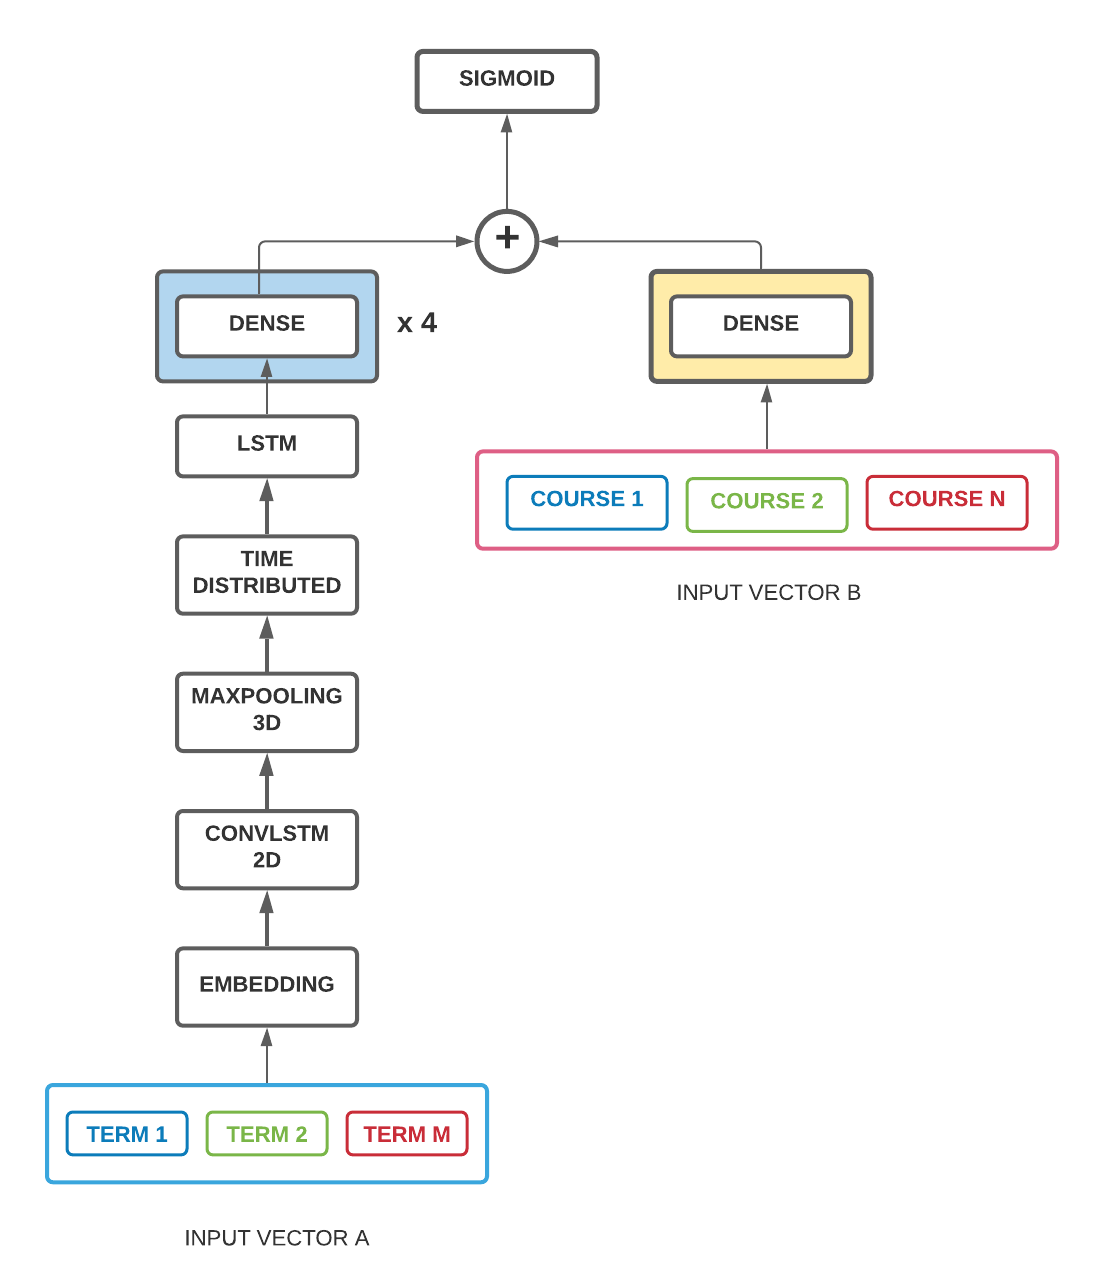 SIGMOID
+
DENSE
x 4
DENSE
LSTM
COURSE 1
COURSE 2
COURSE N
INPUT VECTOR B
TIME
DISTRIBUTED
MAXPOOLING
3D
CONVLSTM
2D
EMBEDDING
TERM 1
TERM 2
TERM M
INPUT VECTOR A